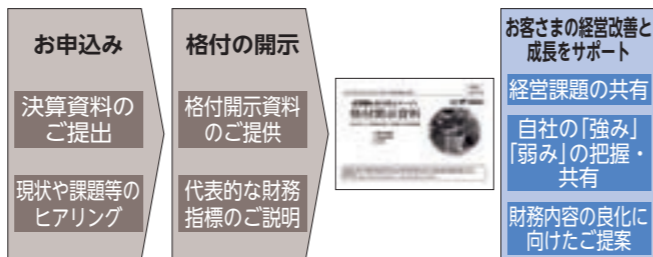 お申込み
決算資料の
ご提出
現状や課題等の
ヒアリング
格付の開示
格付開示資料
のご提供
代表的な財務
指標のご説明
格付開示資料
お客さまの経営改善と
成長をサポート
経営課題の共有
自社の「強み」
「弱み」の把握・
共有
財務内容の良化に
向けたご提案